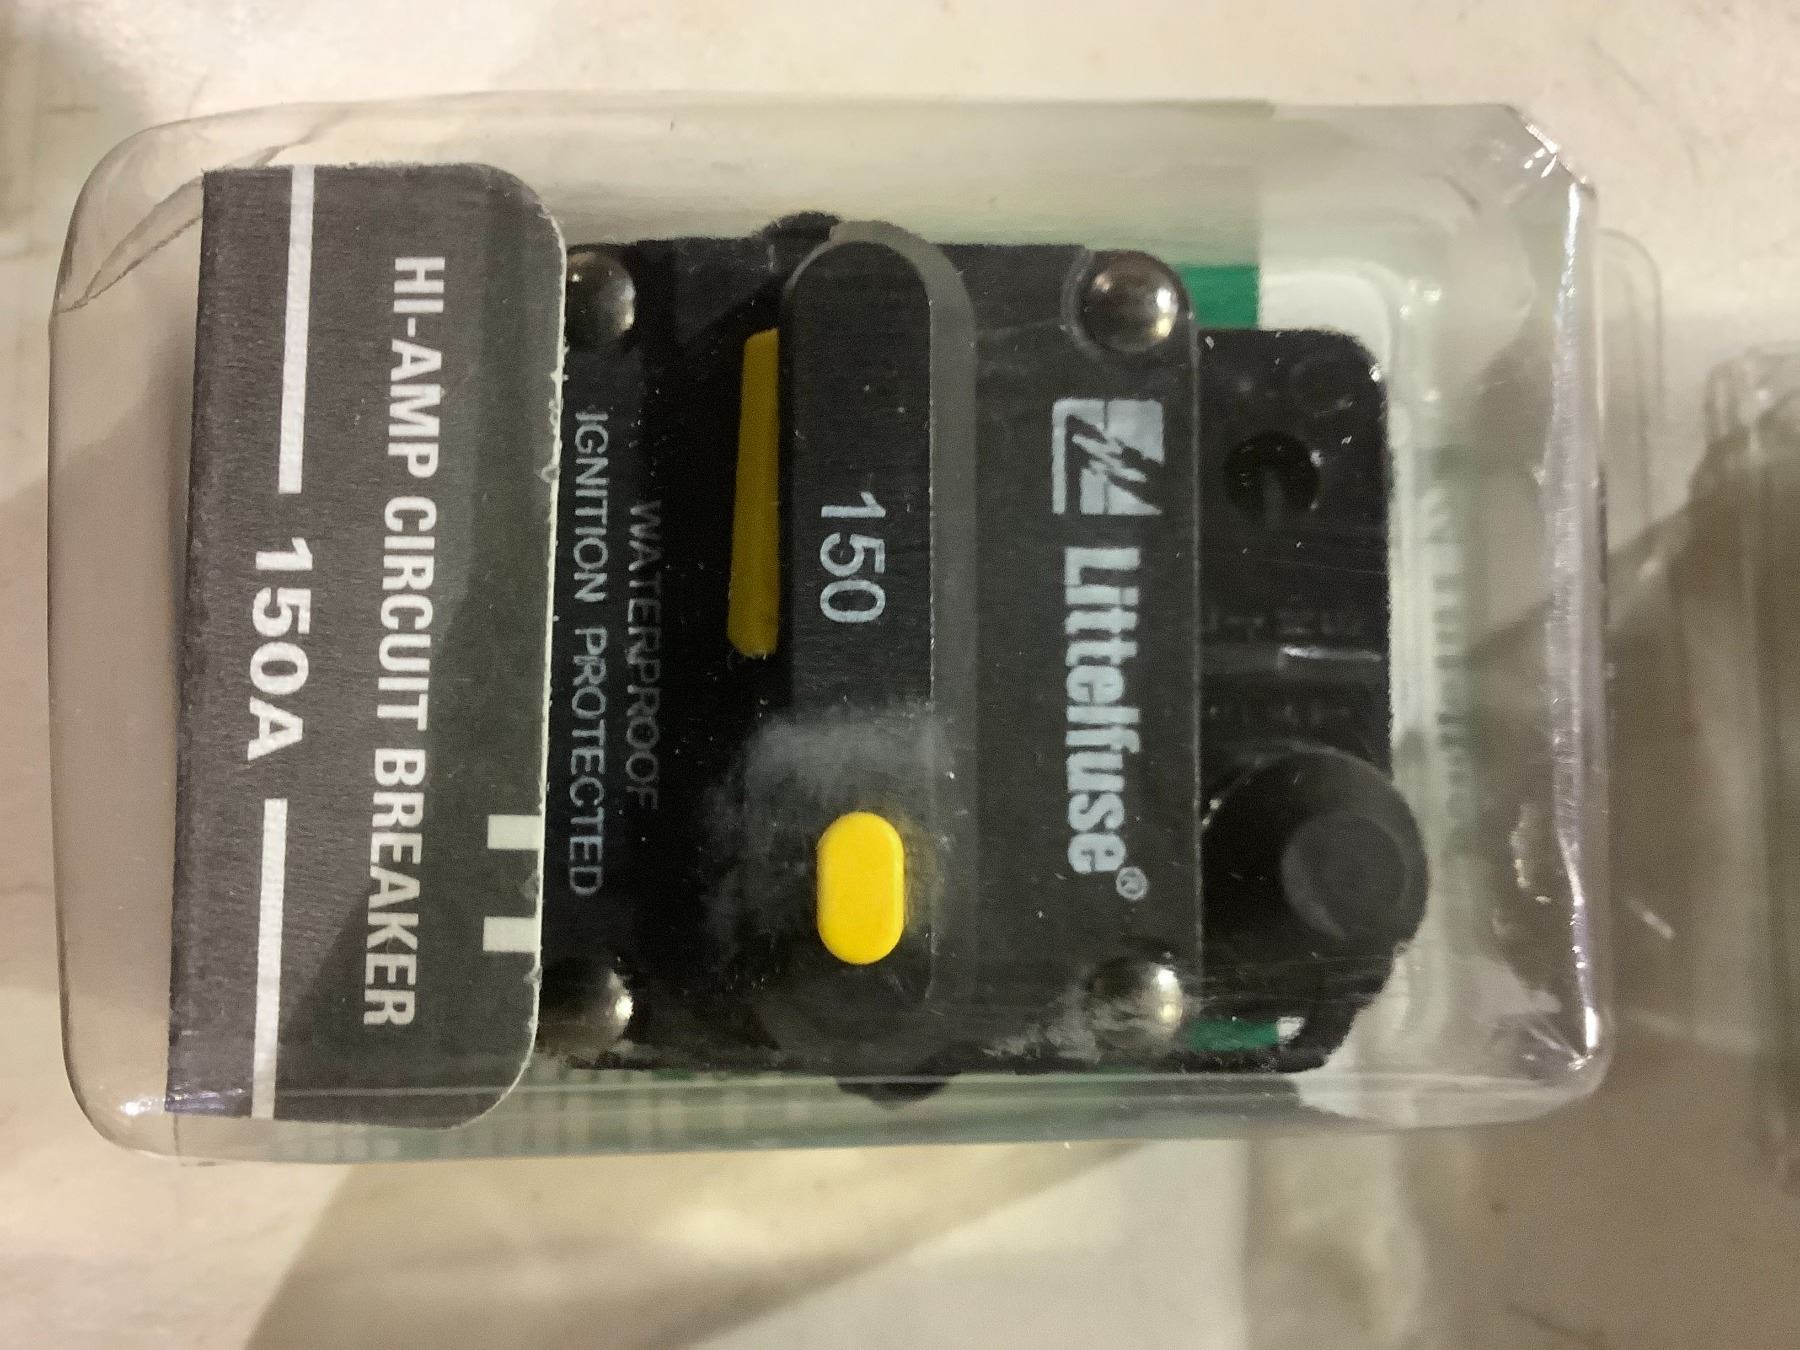 Littelfuse®
150
WATERPROOF
IGNITION PROTECTED
HI-AMP CIRCUIT BREAKER
150A